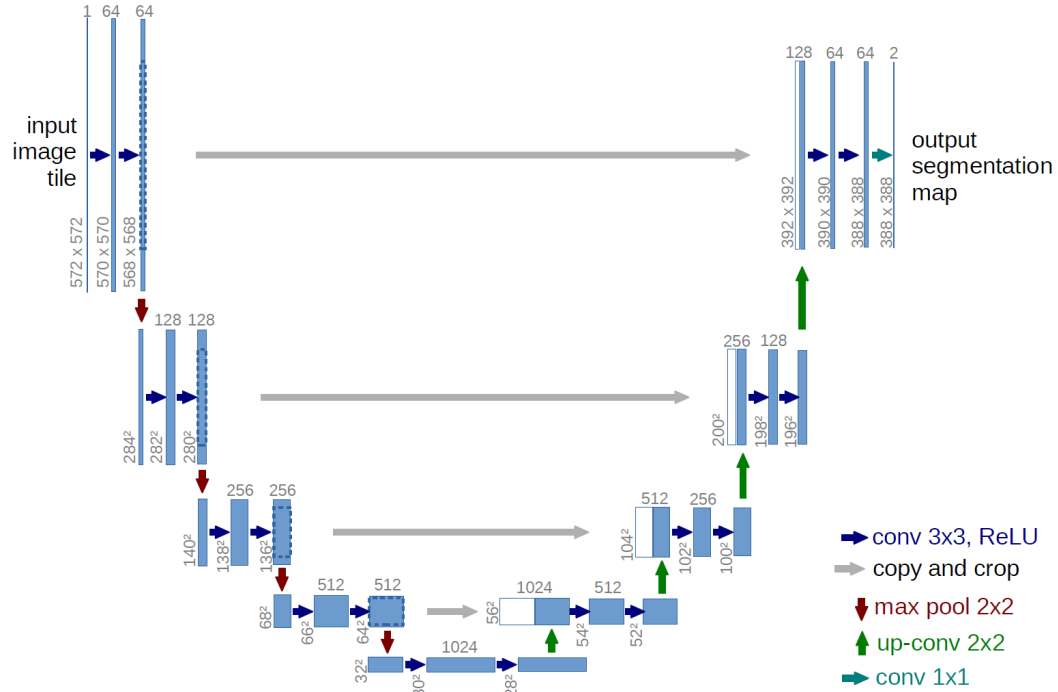 1 64 64
128 64 64 2
input
image
tile
output
segmentation
map
572 x 572
570 x 570
568 x 568
392 x 392
390 x 390
388 x 388
388 x 388
128 128
256 128
284²
282²
280²
200²
198²
196²
256 256
512 256
140²
138²
136²
104²
102²
100²
512 512
1024 512
68²
66²
64²
56²
54²
52²
1024
32²
conv 3x3, ReLU
copy and crop
max pool 2x2
up-conv 2x2
conv 1x1